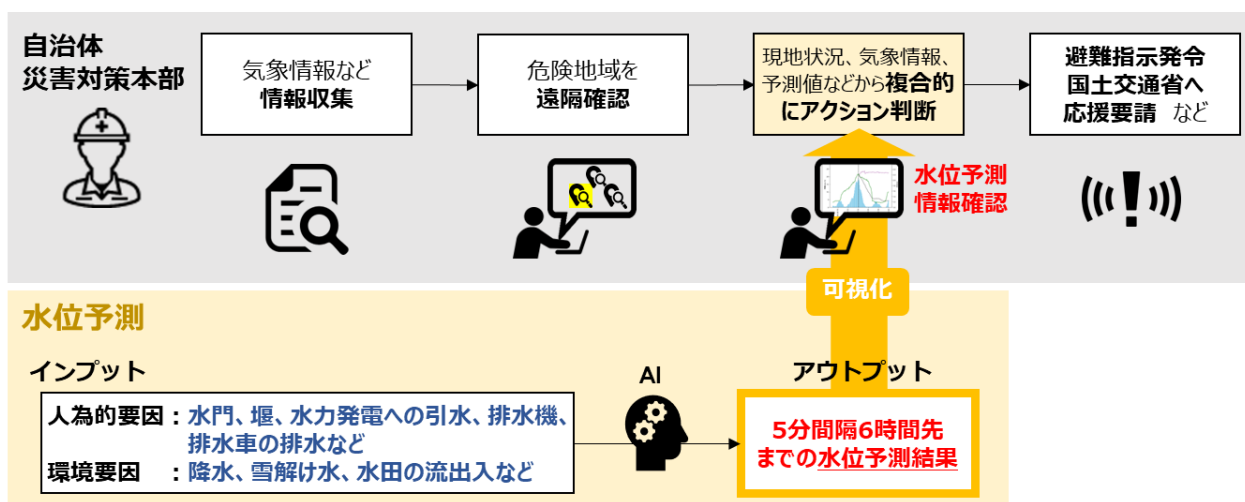 自治体
災害対策本部
気象情報など
情報収集
危険地域を
遠隔確認
現地状況、気象情報、
予測値などから複合的
にアクション判断
避難指示発令
国土交通省へ
応援要請 など
水位予測
情報確認
可視化
水位予測
インプット
人為的要因：水門、堰、水力発電への引水、排水機、
排水車の排水など
環境要因　：降水、雪解け水、水田の流出入など
AI
アウトプット
5分間隔6時間先
までの水位予測結果